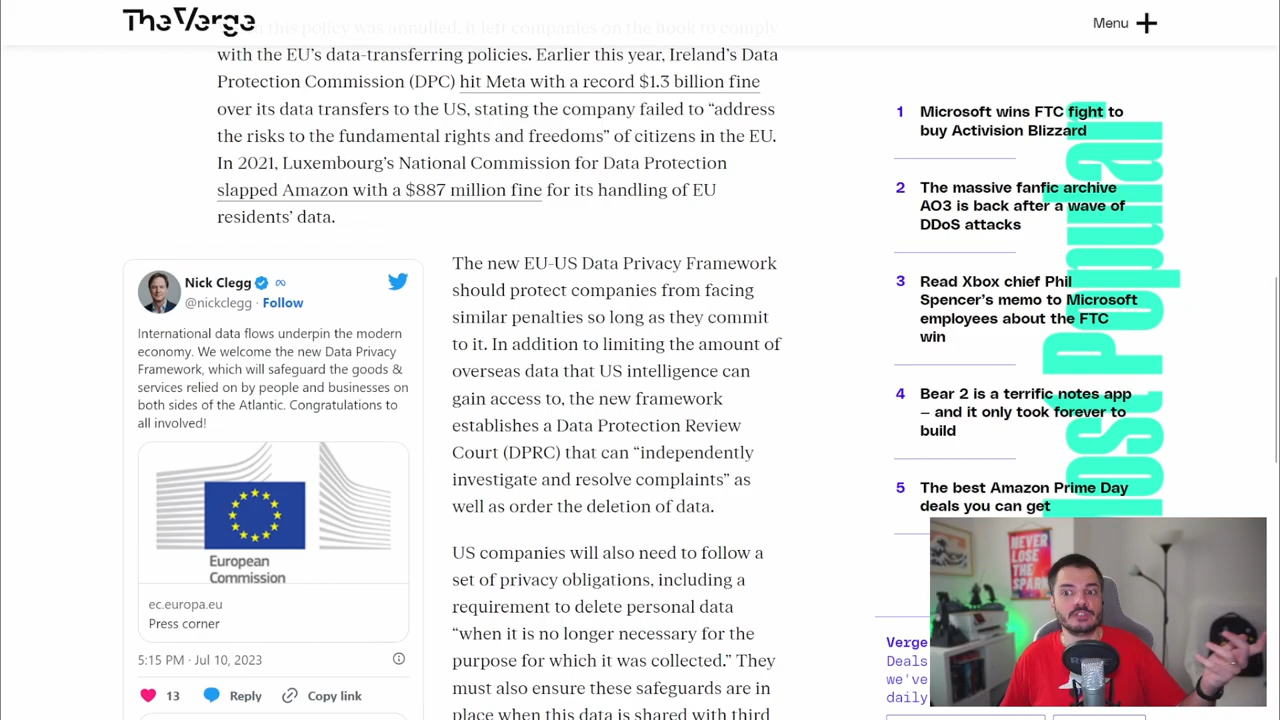 The Verge
Menu
this policy was annulled, it left companies on the hook to comply
with the EU's data-transferring policies. Earlier this year, Ireland's Data
Protection Commission (DPC) hit Meta with a record $1.3 billion fine
over its data transfers to the US, stating the company failed to “address
the risks to the fundamental rights and freedoms” of citizens in the EU.
In 2021, Luxembourg's National Commission for Data Protection
slapped Amazon with a $887 million fine for its handling of EU
residents' data.
Nick Clegg
@nickclegg · Follow
International data flows underpin the modern
economy. We welcome the new Data Privacy
Framework, which will safeguard the goods &
services relied on by people and businesses on
both sides of the Atlantic. Congratulations to
all involved!
European
Commission
ec.europa.eu
Press corner
5:15 PM · Jul 10, 2023
13
Reply
Copy link
The new EU-US Data Privacy Framework
should protect companies from facing
similar penalties so long as they commit
to it. In addition to limiting the amount of
overseas data that US intelligence can
gain access to, the new framework
establishes a Data Protection Review
Court (DPRC) that can “independently
investigate and resolve complaints” as
well as order the deletion of data.
US companies will also need to follow a
set of privacy obligations, including a
requirement to delete personal data
“when it is no longer necessary for the
purpose for which it was collected.” They
must also ensure these safeguards are in
place when this data is shared with third
Most Popular
1 Microsoft wins FTC fight to
buy Activision Blizzard
2 The massive fanfic archive
AO3 is back after a wave of
DDoS attacks
3 Read Xbox chief Phil
Spencer's memo to Microsoft
employees about the FTC
win
4 Bear 2 is a terrific notes app
– and it only took forever to
build
5 The best Amazon Prime Day
deals you can get
Verge
Deals
we've
daily
NEVER
LOSE
THE
SPARK